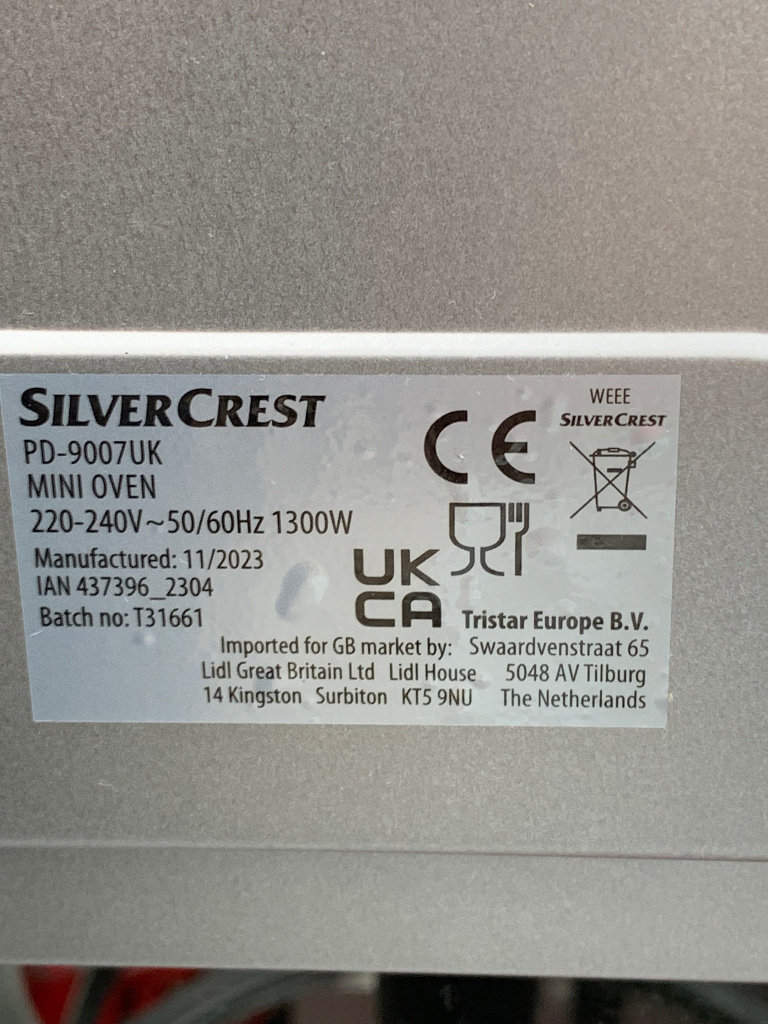 SILVERCREST
PD-9007UK
MINI OVEN
220-240V~50/60Hz 1300W
Manufactured: 11/2023
IAN 437396_2304
Batch no: T31661
CE
WEEE
SILVERCREST
UK
CA
Imported for GB market by:
Lidl Great Britain Ltd Lidl House
14 Kingston Surbiton KT5 9NU
Tristar Europe B.V.
Swaardvenstraat 65
5048 AV Tilburg
The Netherlands